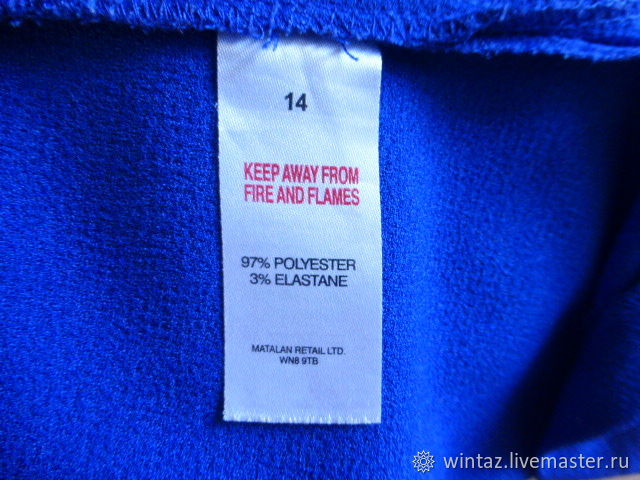 14
KEEP AWAY FROM
FIRE AND FLAMES
97% POLYESTER
3% ELASTANE
MATALAN RETAIL LTD.
WN8 9TB
wintaz.livemaster.ru